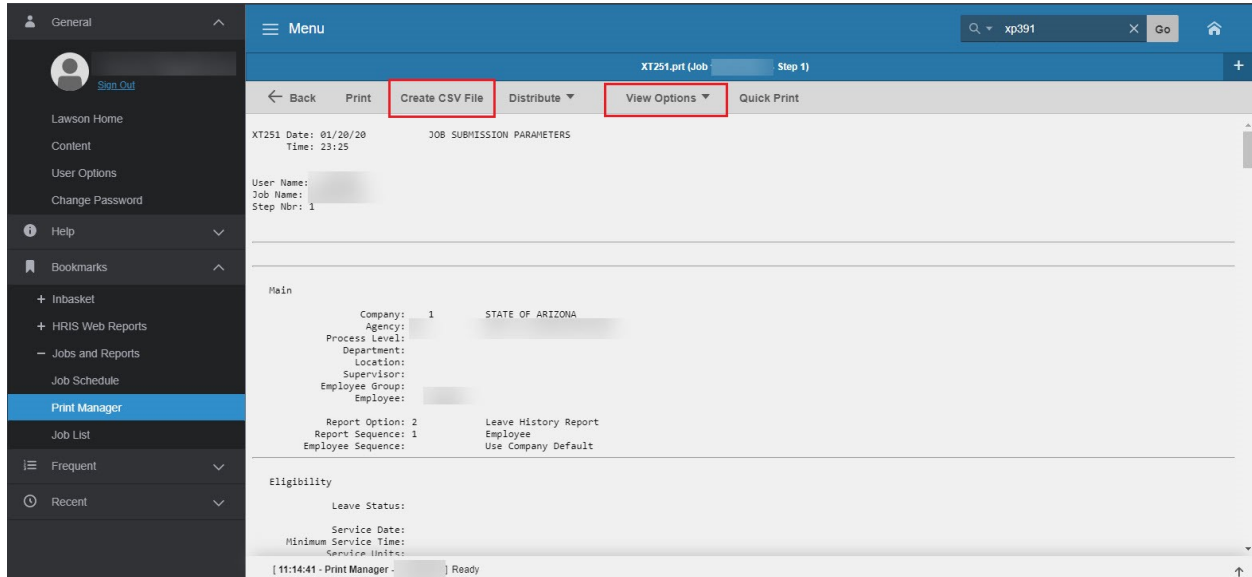 General
Sign Out
Lawson Home
Content
User Options
Change Password
Help
Bookmarks
+ Inbasket
+ HRIS Web Reports
− Jobs and Reports
Job Schedule
Print Manager
Job List
Frequent
Recent
Menu
xp391 Go
XT251.prt (Job Step 1) +
Back Print Create CSV File Distribute View Options Quick Print
XT251 Date: 01/20/20 JOB SUBMISSION PARAMETERS
Time: 23:25
User Name:
Job Name:
Step Nbr: 1
Main
Company: 1 STATE OF ARIZONA
Agency:
Process Level:
Department:
Location:
Supervisor:
Employee Group:
Employee:
Report Option: 2 Leave History Report
Report Sequence: 1 Employee
Employee Sequence: Use Company Default
Eligibility
Leave Status:
Service Date:
Minimum Service Time:
Service Units:
[ 11:14:41 - Print Manager - ] Ready